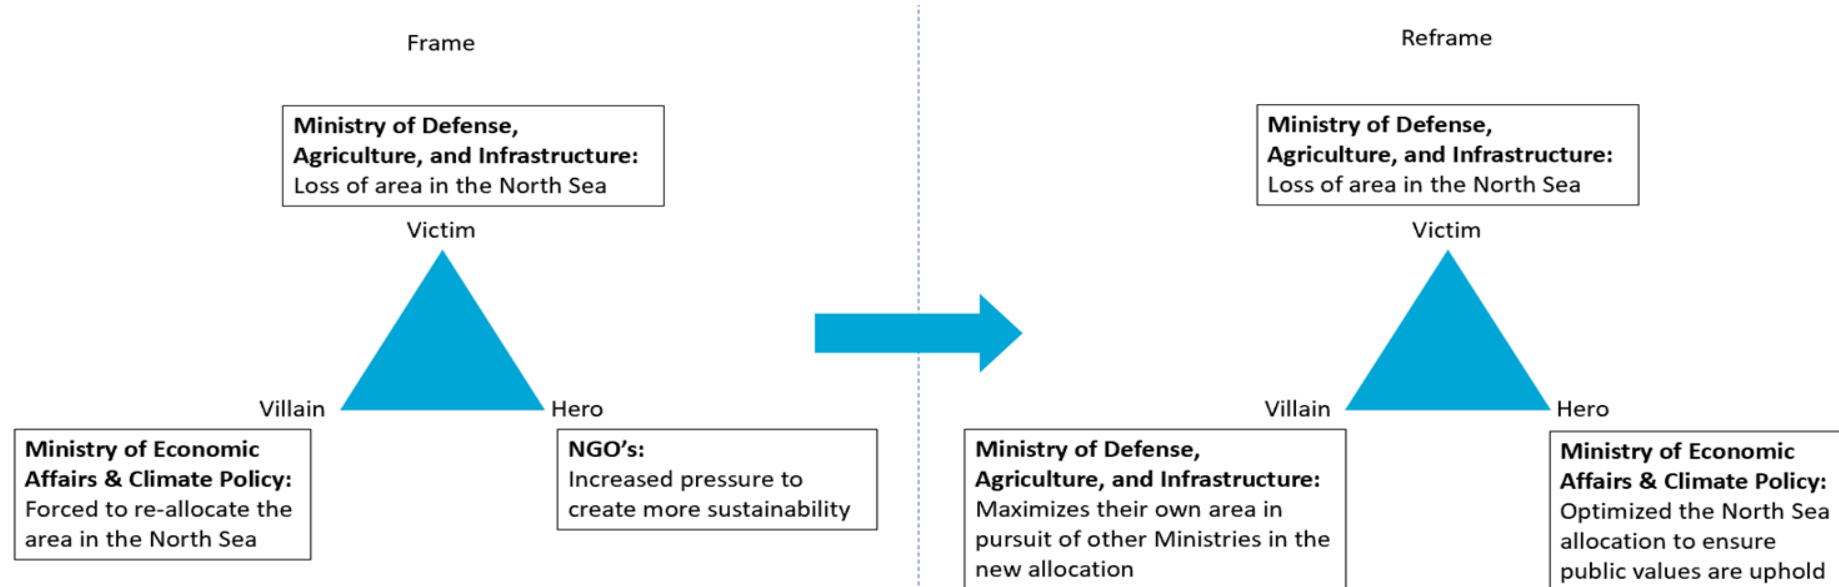 Frame
Ministry of Defense,
Agriculture, and Infrastructure:
Loss of area in the North Sea
Victim
Villain
Hero
Ministry of Economic
Affairs & Climate Policy:
Forced to re-allocate the
area in the North Sea
NGO's:
Increased pressure to
create more sustainability
Reframe
Ministry of Defense,
Agriculture, and Infrastructure:
Loss of area in the North Sea
Victim
Villain
Hero
Ministry of Defense,
Agriculture, and Infrastructure:
Maximizes their own area in
pursuit of other Ministries in the
new allocation
Ministry of Economic
Affairs & Climate Policy:
Optimized the North Sea
allocation to ensure
public values are uphold